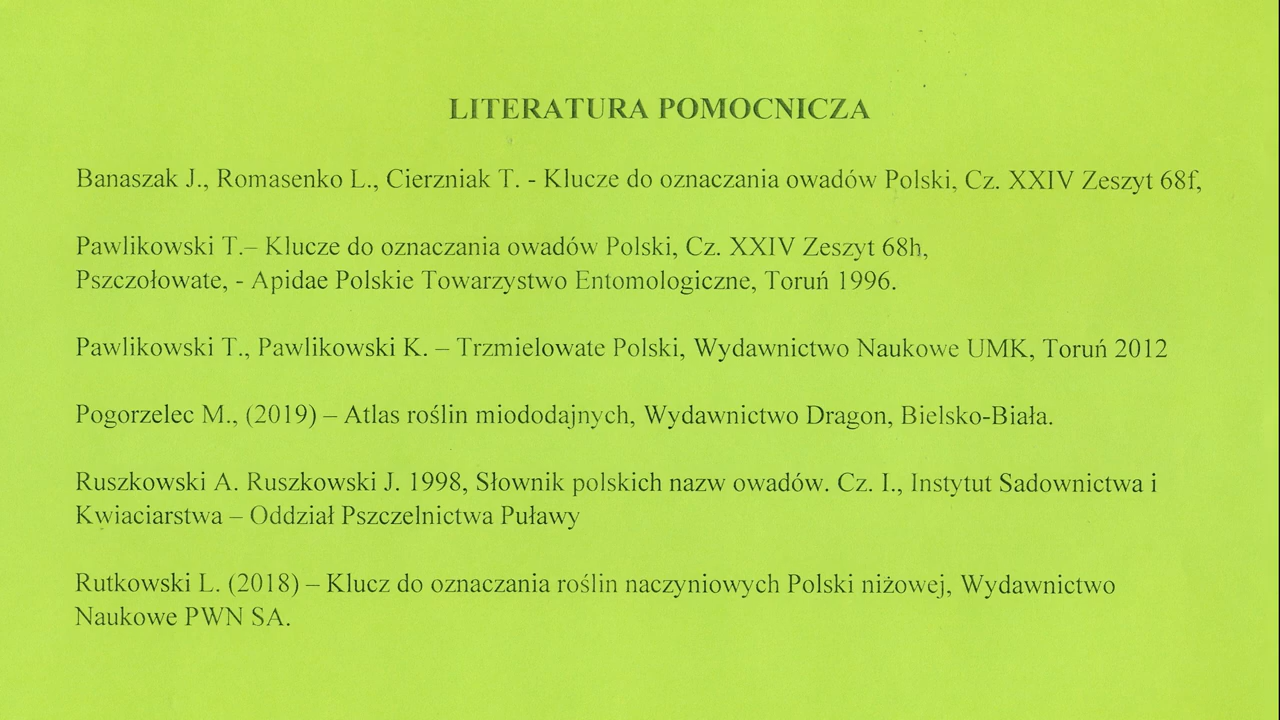 LITERATURA POMOCNICZA
Banaszak J., Romasenko L., Cierzniak T. - Klucze do oznaczania owadów Polski, Cz. XXIV Zeszyt 68f,
Pawlikowski T.– Klucze do oznaczania owadów Polski, Cz. XXIV Zeszyt 68h,
Pszczołowate, - Apidae Polskie Towarzystwo Entomologiczne, Toruń 1996.
Pawlikowski T., Pawlikowski K. – Trzmielowate Polski, Wydawnictwo Naukowe UMK, Toruń 2012
Pogorzelec M., (2019) – Atlas roślin miododajnych, Wydawnictwo Dragon, Bielsko-Biała.
Ruszkowski A. Ruszkowski J. 1998, Słownik polskich nazw owadów. Cz. I., Instytut Sadownictwa i
Kwiaciarstwa – Oddział Pszczelnictwa Puławy
Rutkowski L. (2018) – Klucz do oznaczania roślin naczyniowych Polski niżowej, Wydawnictwo
Naukowe PWN SA.